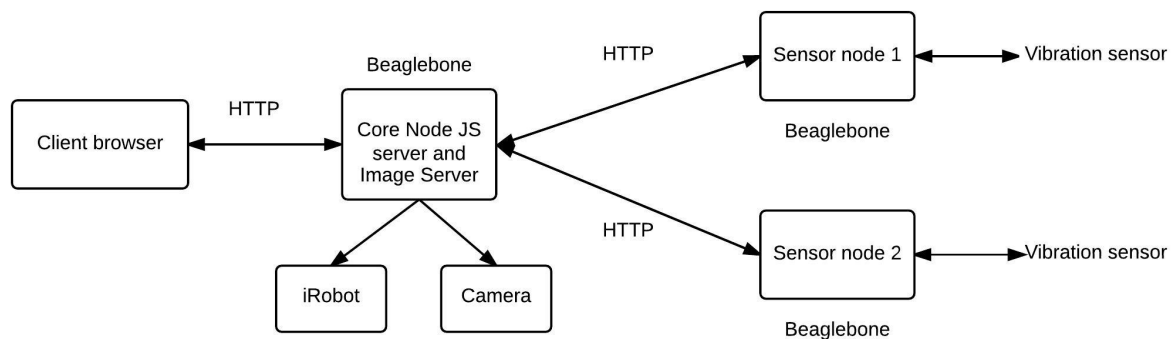 Client browser
HTTP
Beaglebone
Core Node JS
server and
Image Server
iRobot
Camera
HTTP
Sensor node 1
Vibration sensor
Beaglebone
HTTP
Sensor node 2
Vibration sensor
Beaglebone